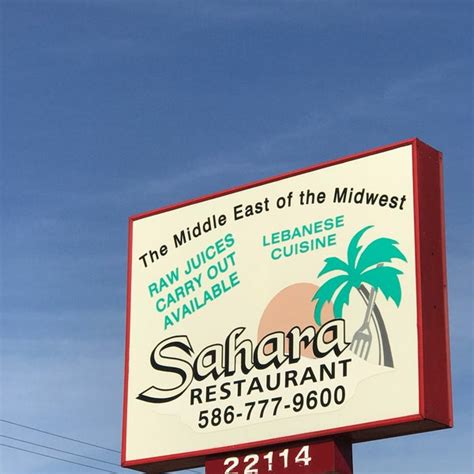 The Middle East of the Midwest
RAW JUICES
CARRY OUT
AVAILABLE
LEBANESE
CUISINE
Sahara
RESTAURANT
586-777-9600
22114